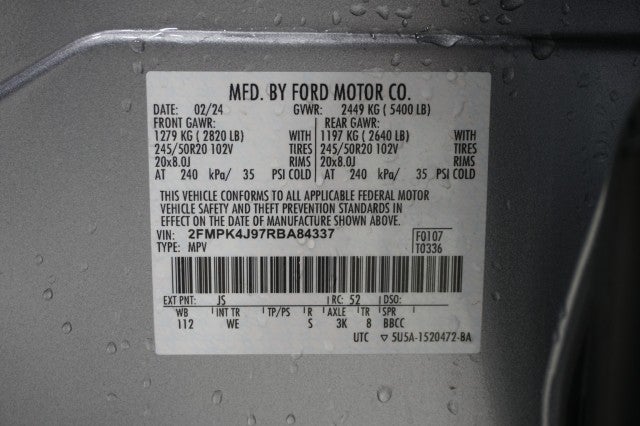 MFD. BY FORD MOTOR CO.
DATE: 02/24 GVWR: 2449 KG ( 5400 LB)
FRONT GAWR: REAR GAWR:
1279 KG ( 2820 LB) WITH 1197 KG ( 2640 LB) WITH
245/50R20 102V TIRES 245/50R20 102V TIRES
20x8.0J RIMS 20x8.0J RIMS
AT 240 kPa/ 35 PSI COLD AT 240 kPa/ 35 PSI COLD
THIS VEHICLE CONFORMS TO ALL APPLICABLE FEDERAL MOTOR
VEHICLE SAFETY AND THEFT PREVENTION STANDARDS IN
EFFECT ON THE DATE OF MANUFACTURE SHOWN ABOVE.
VIN: 2FMPK4J97RBA84337 F0107
TYPE: MPV T0336
EXT PNT: JS RC: 52 DSO:
WB INT TR TP/PS R AXLE TR SPR
112 WE S 3K 8 BBCC
UTC ▽ 5U5A-1520472-BA